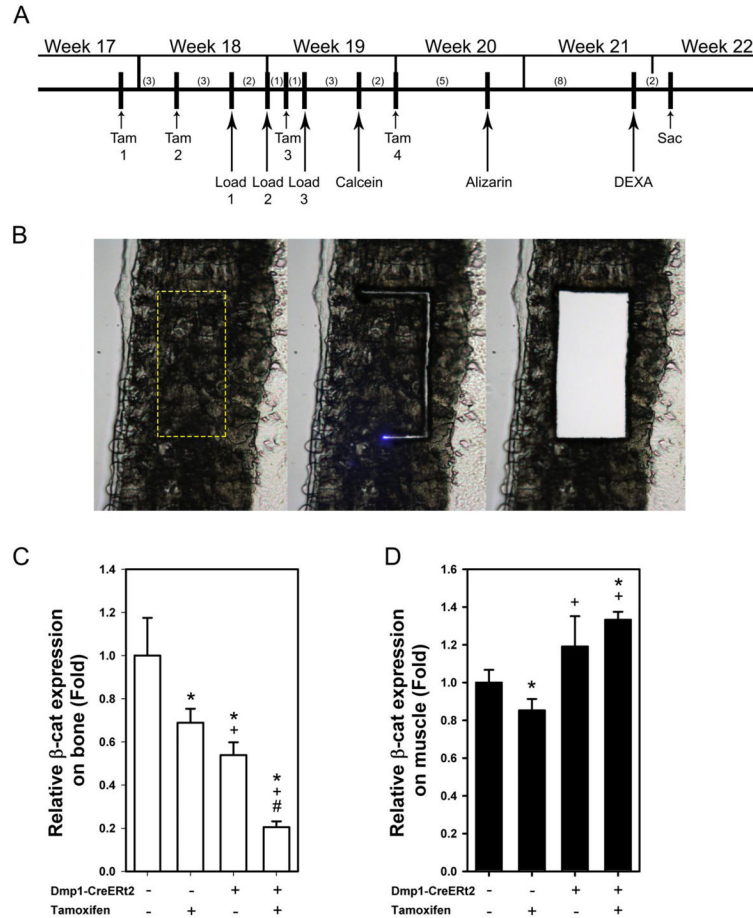 A
Week 17 Week 18 Week 19 Week 20 Week 21 Week 22
(3) (3) (2) (1) (1) (3) (2) (5) (8) (2)
Tam 1
Tam 2
Load 1
Load 2
Tam 3
Load 3
Calcein
Tam 4
Alizarin
DEXA
Sac
B
C
Relative β-cat expression
on bone (Fold)
1.4
1.2
1.0
0.8
0.6
0.4
0.2
0.0
*
*
+
*
+
#
Dmp1-CreERt2 - - + +
Tamoxifen - + - +
D
Relative β-cat expression
on muscle (Fold)
1.6
1.4
1.2
1.0
0.8
0.6
0.4
0.2
0.0
*
+
*
+
Dmp1-CreERt2 - - + +
Tamoxifen - + - +